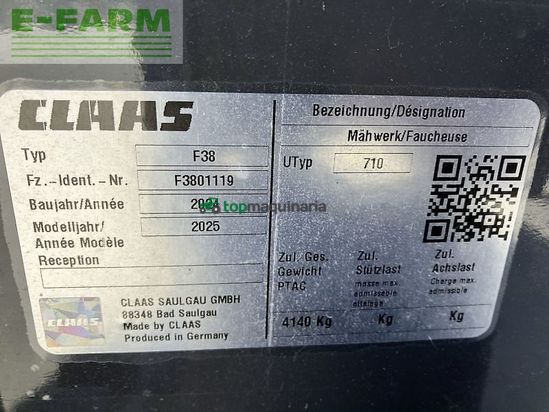 E-FARM
CLAAS
Typ F38
Fz.-Ident.-Nr. F3801119
Baujahr/Année
Modelljahr/ 2025
Année Modèle
Reception
CLAAS
CLAAS SAULGAU GMBH
88348 Bad Saulgau
Made by CLAAS
Produced in Germany
topmaquinaria
Bezeichnung/Désignation
Mähwerk/Faucheuse
UTyp 710
Zul. Ges. Zul. Zul.
Gewicht Stützlast Achslast
PTAC masse max Charge max.
admissible admissible
attelage
4140 Kg Kg Kg